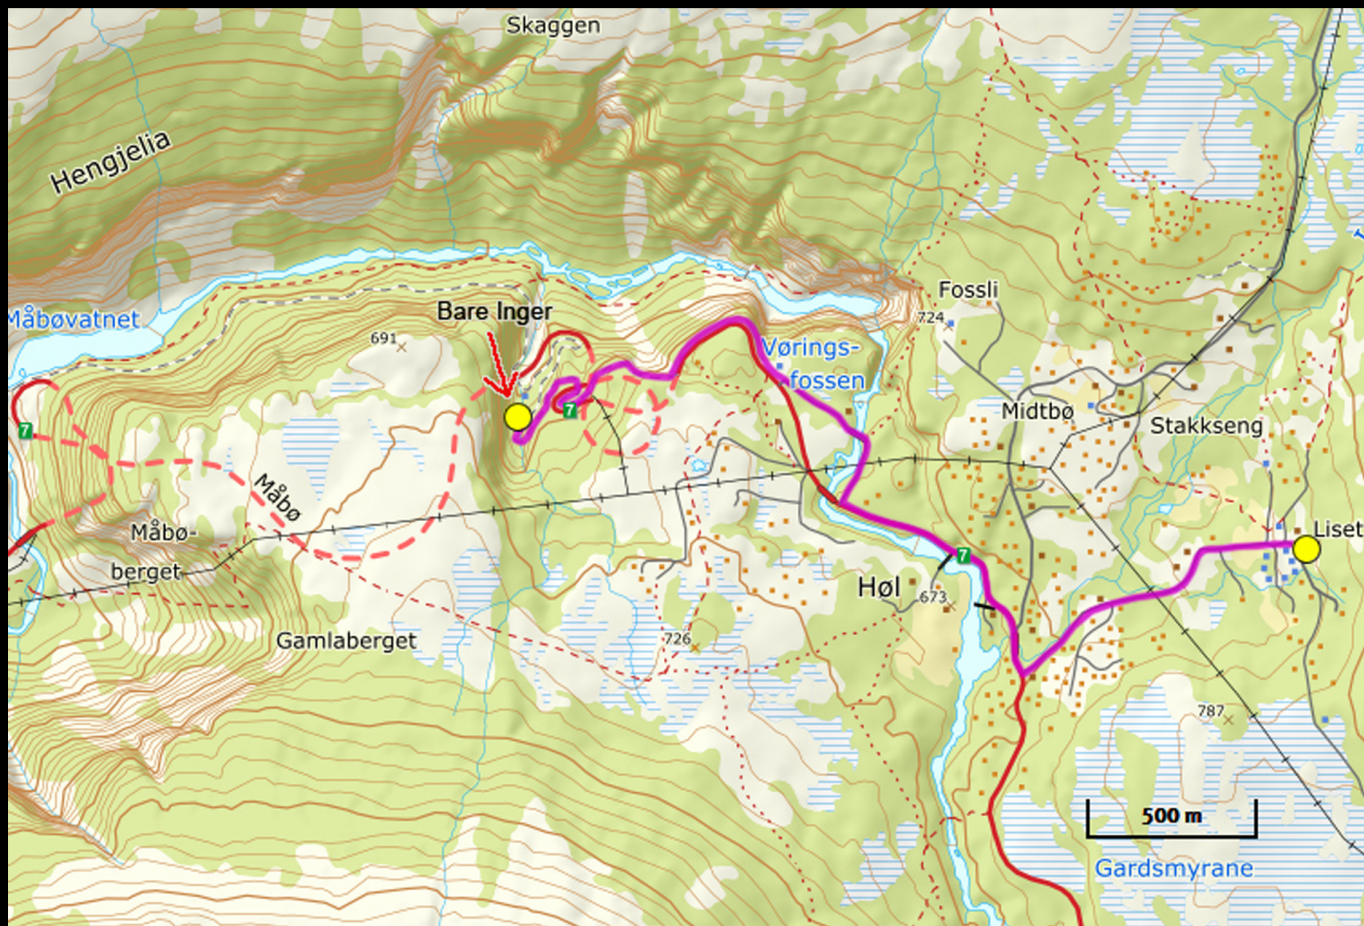 Skaggen
Hengjelia
Måbøvatnet
Bare Inger
691
Fossli
724
Vørings-
fossen
7
7
Midtbø
Stakkseng
Måbø
Måbø-
berget
Liset
7
Høl
673
Gamlaberget
726
787
500 m
Gardsmyrane